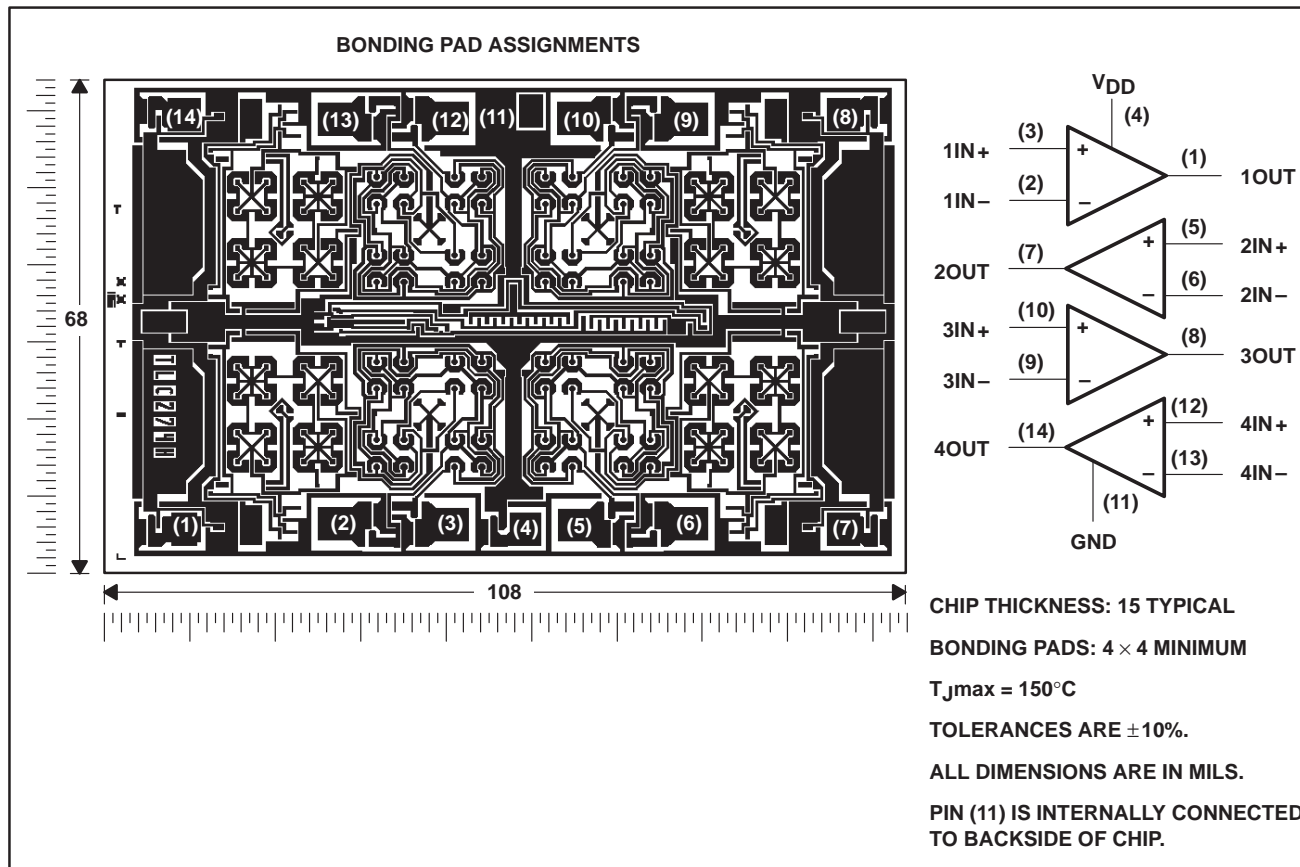 BONDING PAD ASSIGNMENTS
(14)
(13)
(12)
(11)
(10)
(9)
(8)
68
T
T
TLC274
(1)
(2)
(3)
(4)
(5)
(6)
(7)
108
VDD
(4)
(3)
1IN+
+
(1)
1OUT
(2)
1IN−
−
(5)
2IN+
+
(7)
2OUT
(6)
2IN−
−
(10)
3IN+
+
(8)
3OUT
(9)
3IN−
−
(12)
4IN+
+
(14)
4OUT
(13)
4IN−
−
(11)
GND
CHIP THICKNESS: 15 TYPICAL
BONDING PADS: 4 × 4 MINIMUM
TJmax = 150°C
TOLERANCES ARE ±10%.
ALL DIMENSIONS ARE IN MILS.
PIN (11) IS INTERNALLY CONNECTED
TO BACKSIDE OF CHIP.